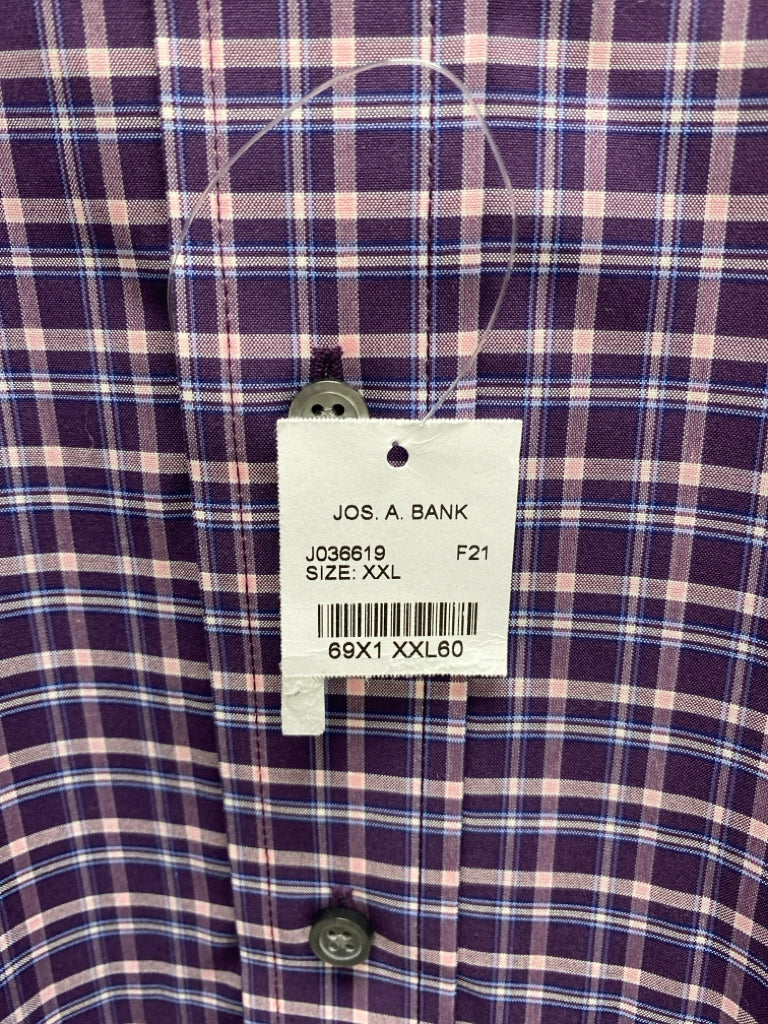 JOS. A. BANK
J036619 F21
SIZE: XXL
69X1 XXL60